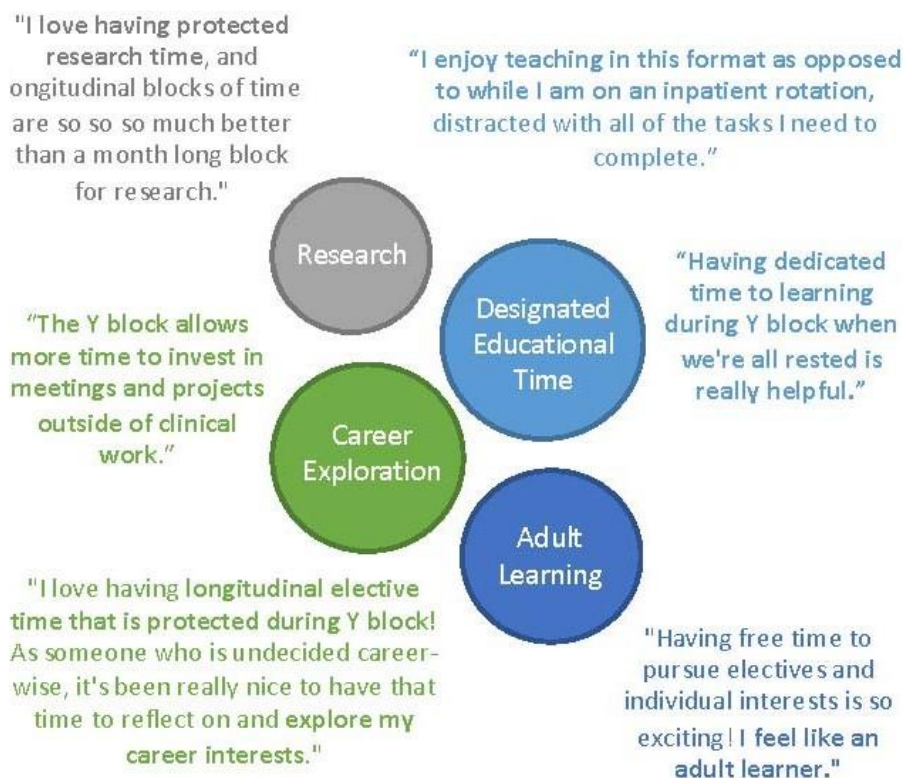 "I love having protected
research time, and
ongitudinal blocks of time
are so so so much better
than a month long block
for research."
“I enjoy teaching in this format as opposed
to while I am on an inpatient rotation,
distracted with all of the tasks I need to
complete.”
Research
Designated
Educational
Time
“Having dedicated
time to learning
during Y block when
we're all rested is
really helpful.”
“The Y block allows
more time to invest in
meetings and projects
outside of clinical
work.”
Career
Exploration
Adult
Learning
"I love having longitudinal elective
time that is protected during Y block!
As someone who is undecided career-
wise, it's been really nice to have that
time to reflect on and explore my
career interests."
"Having free time to
pursue electives and
individual interests is so
exciting! I feel like an
adult learner."